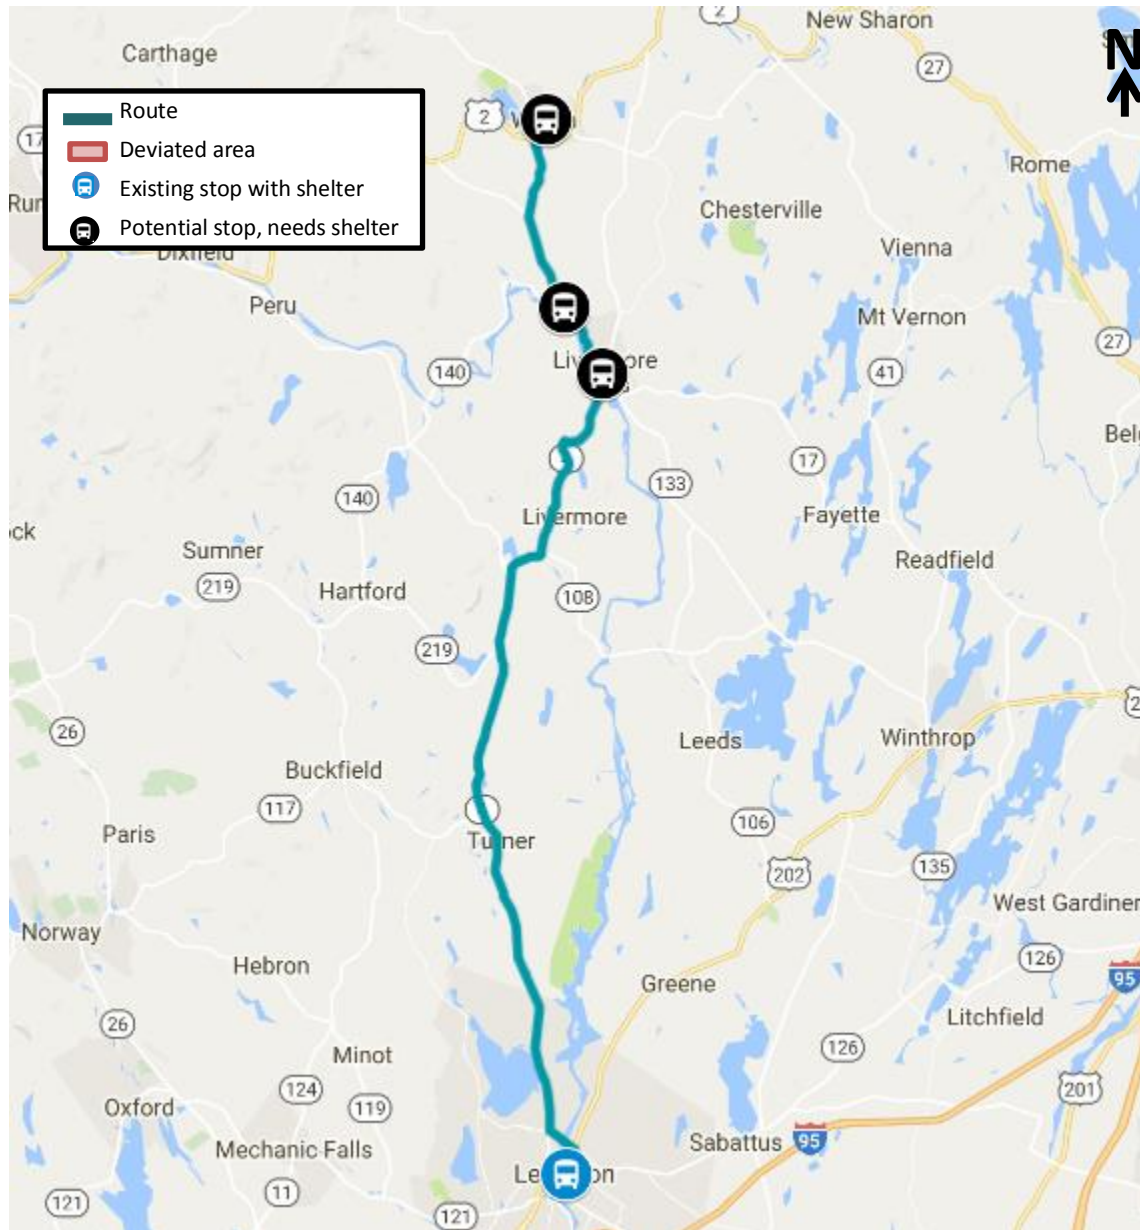 2
New Sharon
Carthage
27
N
Route
2
17
Deviated area
Rome
Existing stop with shelter
Chesterville
Potential stop, needs shelter
Vienna
Dixfield
Peru
Mt Vernon
27
140
41
17
133
140
Livermore
Fayette
Sumner
Readfield
219
Hartford
108
219
26
Leeds
Winthrop
Buckfield
117
106
Paris
Turner
202
135
West Gardiner
Norway
126
Hebron
Greene
95
Litchfield
26
126
Minot
124
201
Oxford
119
Sabattus
95
Mechanic Falls
11
121
121